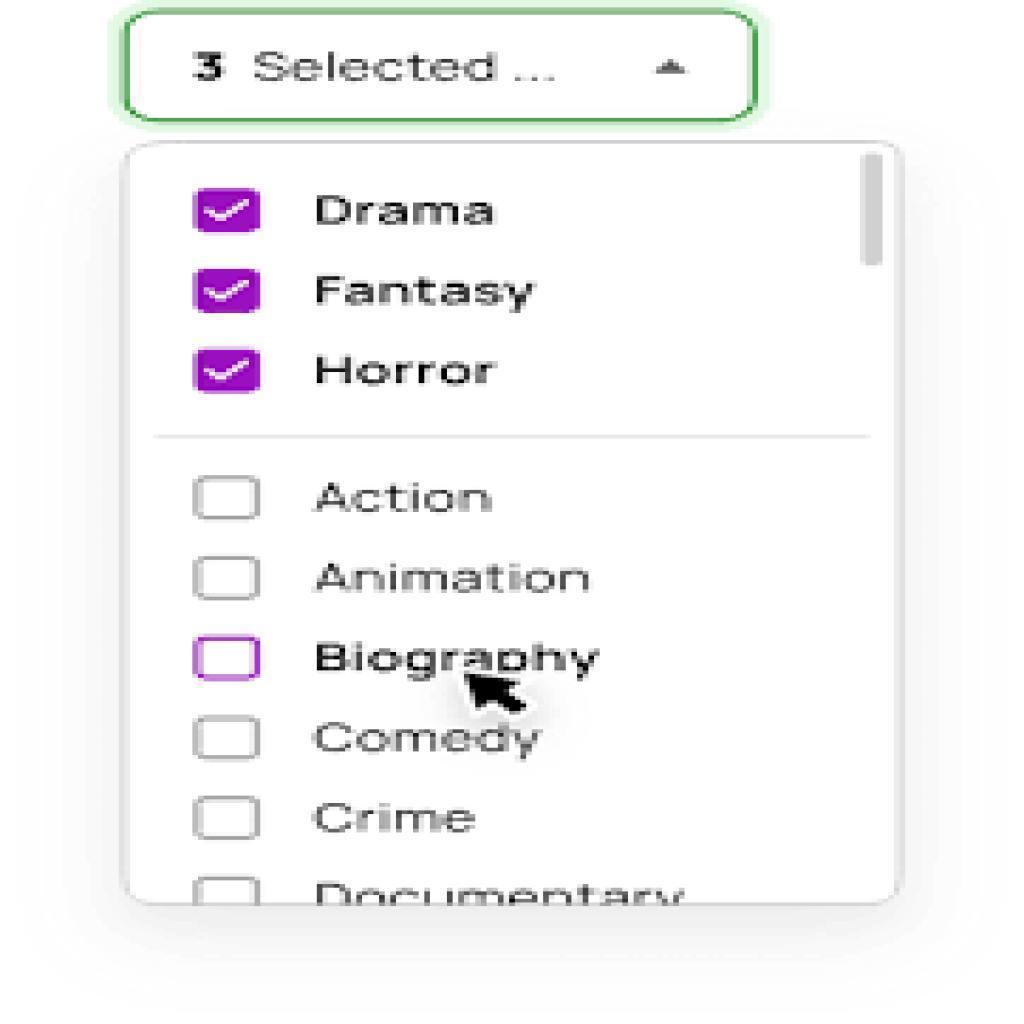 3 Selected ...
Drama
Fantasy
Horror
Action
Animation
Biography
Comedy
Crime
Documentary